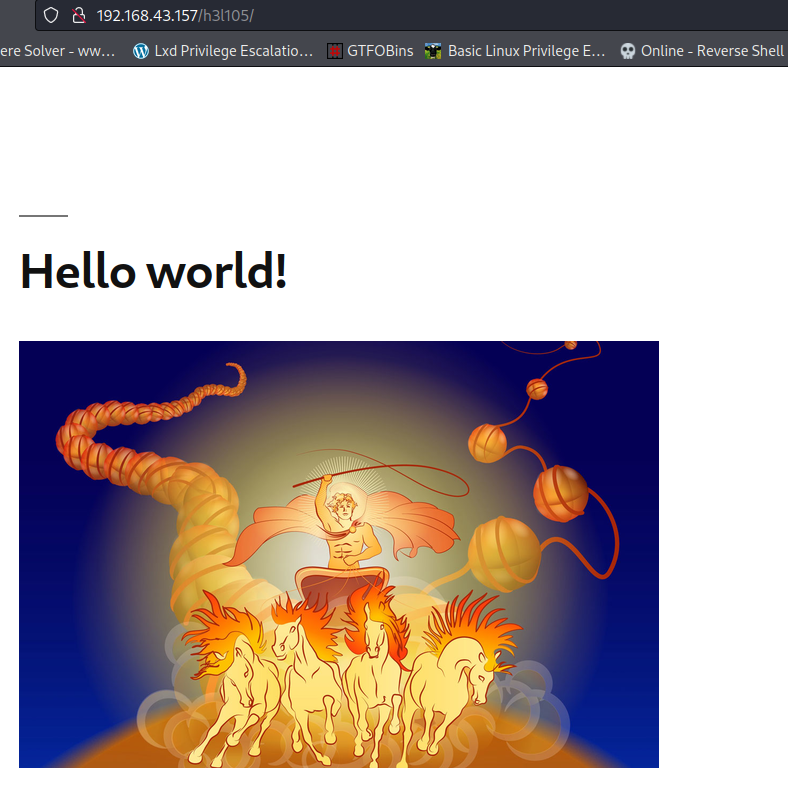 192.168.43.157/h3l105/
ere Solver - ww… Lxd Privilege Escalatio… GTFOBins Basic Linux Privilege E… Online - Reverse Shell
Hello world!